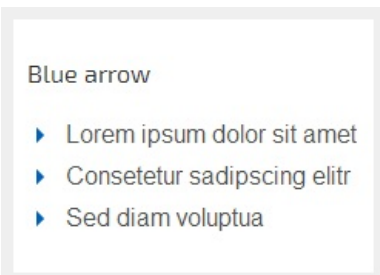 Blue arrow
Lorem ipsum dolor sit amet
Consetetur sadipscing elitr
Sed diam voluptua